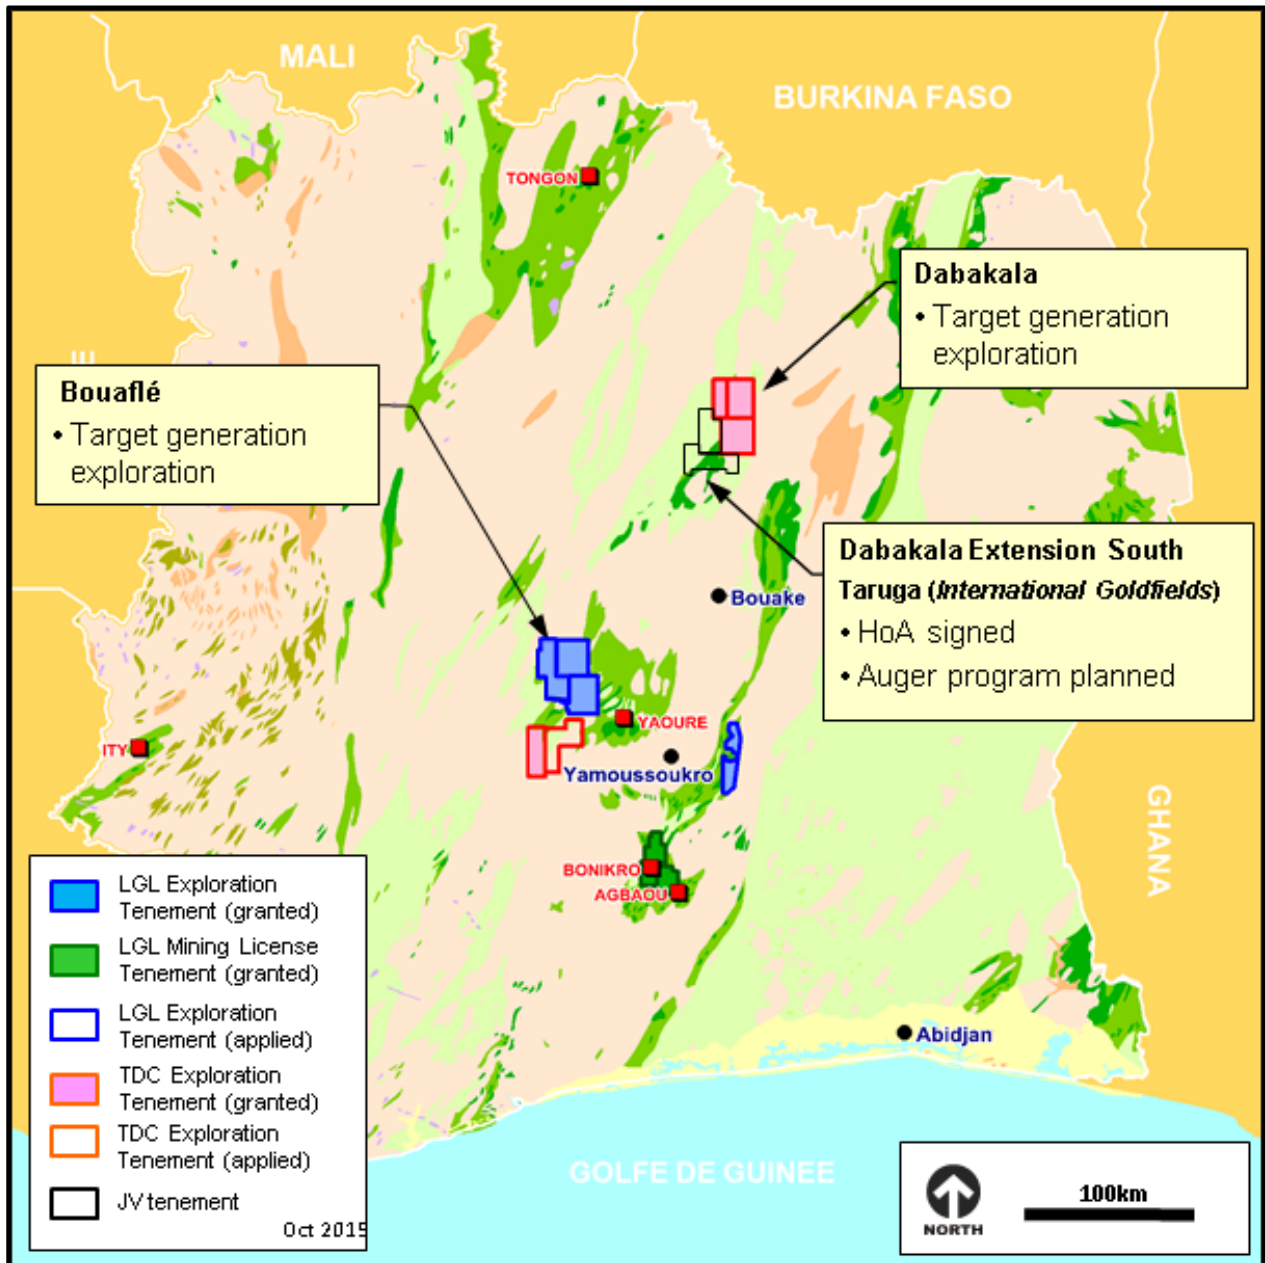 MALI
BURKINA FASO
TONGON
Dabakala
• Target generation
exploration
Bouaflé
• Target generation
exploration
Dabakala Extension South
Taruga (International Goldfields)
• HoA signed
• Auger program planned
Bouake
YAOURE
ITY
Yamoussoukro
GHANA
BONIKRO
AGBAOU
Abidjan
GOLFE DE GUINEE
LGL Exploration
Tenement (granted)
LGL Mining License
Tenement (granted)
LGL Exploration
Tenement (applied)
TDC Exploration
Tenement (granted)
TDC Exploration
Tenement (applied)
JV tenement
Oct 2015
NORTH
100km